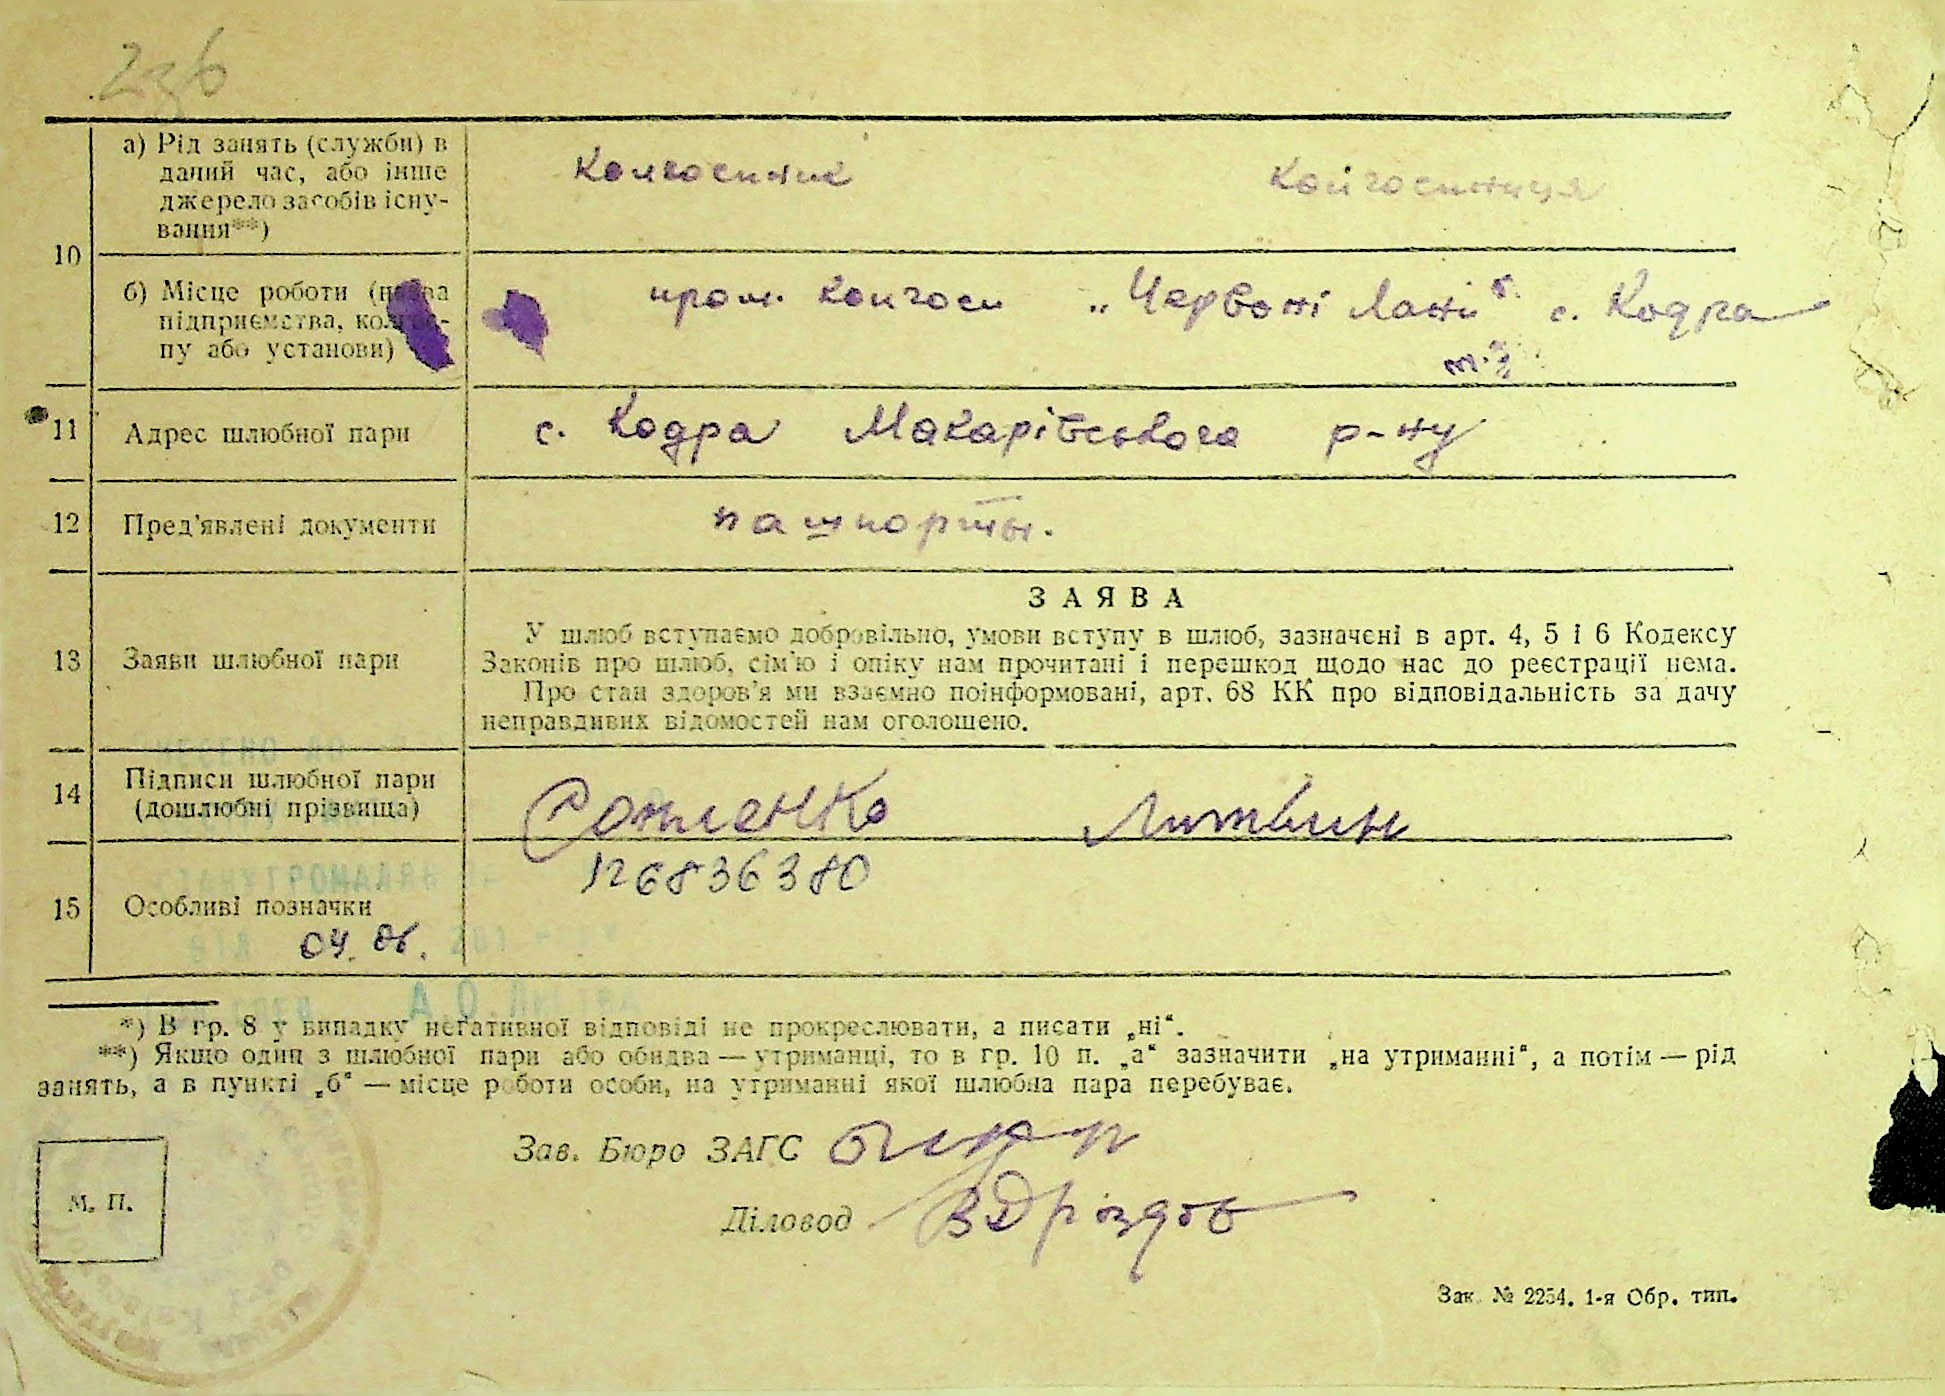 236
10
а) Рід занять (служби) в
даний час, або інше
джерело засобів існу-
вання**)
Колгоспник
Колгоспниця
б) Місце роботи (назва
підприємства, колгос-
пу або установи)
пром. колгосп „Червоні Лани" с. Кодра
11
Адрес шлюбної пари
с. Кодра Макарівського р-ну
12
Пред'явлені документи
пашпорты.
13
Заяви шлюбної пари
ЗАЯВА
У шлюб вступаємо добровільно, умови вступу в шлюб, зазначені в арт. 4, 5 і 6 Кодексу
Законів про шлюб, сім'ю і опіку нам прочитані і перешкод щодо нас до реєстрації нема.
Про стан здоров'я ми взаємно поінформовані, арт. 68 КК про відповідальність за дачу
неправдивих відомостей нам оголошено.
14
Підписи шлюбної пари
(дошлюбні прізвища)
Литвин
15
Особливі позначки
126836380
*) В гр. 8 у випадку негативної відповіді не прокреслювати, а писати „ні“.
**) Якщо один з шлюбної пари або обидва — утриманці, то в гр. 10 п. „а“ зазначити „на утриманні“, а потім — рід
занять, а в пункті „б“ — місце роботи особи, на утриманні якої шлюбна пара перебуває.
Зав. Бюро ЗАГС
Діловод ВДріздов
М. П.
Зак. № 2254. 1-я Обр. тип.